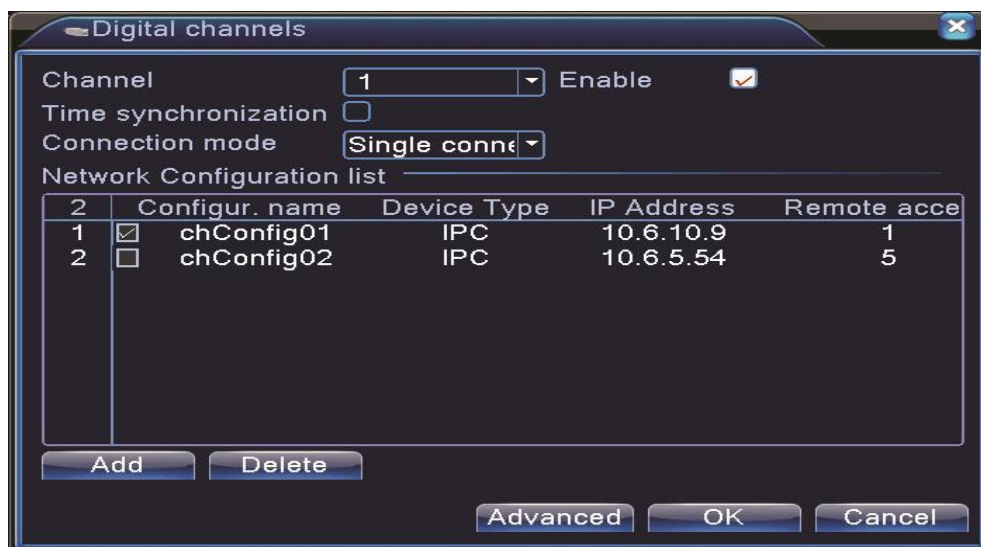 Digital channels
Channel 1 Enable
Time synchronization
Connection mode Single conne
Network Configuration list
2 Configur. name Device Type IP Address Remote acce
1 chConfig01 IPC 10.6.10.9 1
2 chConfig02 IPC 10.6.5.54 5
Add Delete
Advanced OK Cancel